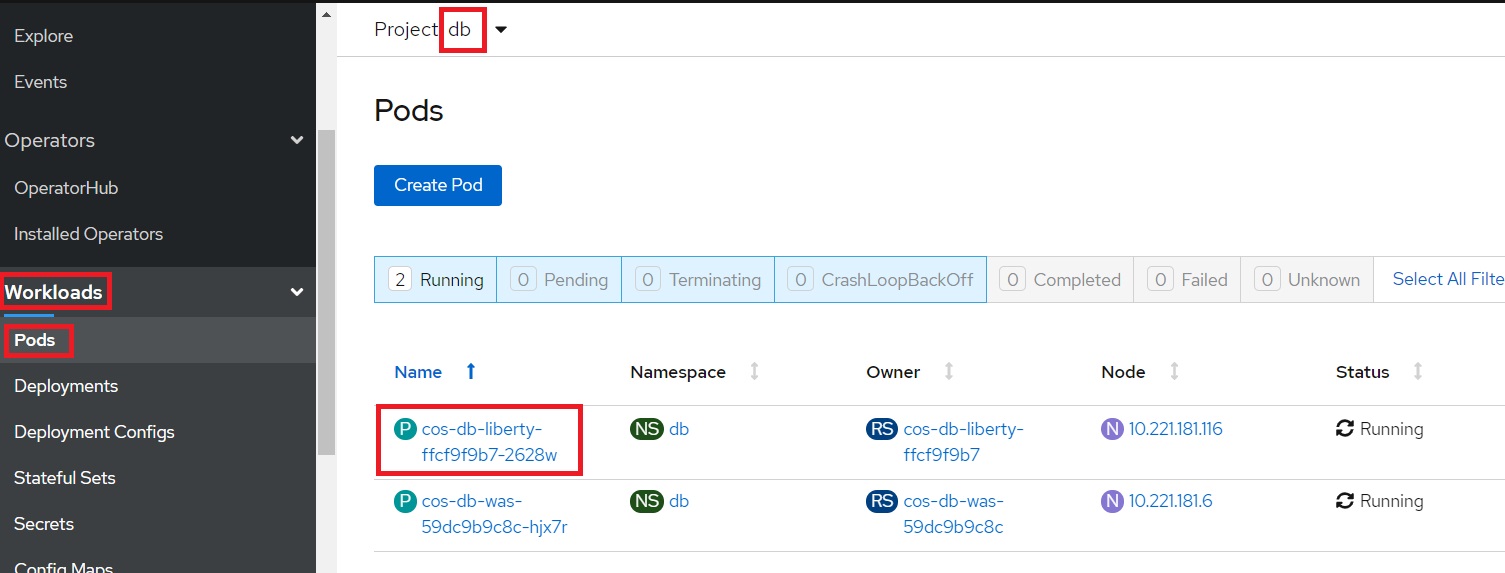 Explore
Events
Operators
OperatorHub
Installed Operators
Workloads
Pods
Deployments
Deployment Configs
Stateful Sets
Secrets
Config Maps
Project db
Pods
Create Pod
2 Running 0 Pending 0 Terminating 0 CrashLoopBackOff 0 Completed 0 Failed 0 Unknown Select All Filte
Name Namespace Owner Node Status
P cos-db-liberty- NS db RS cos-db-liberty- N 10.221.181.116 Running
ffcf9f9b7-2628w ffcf9f9b7
P cos-db-was- NS db RS cos-db-was- N 10.221.181.6 Running
59dc9b9c8c-hjx7r 59dc9b9c8c